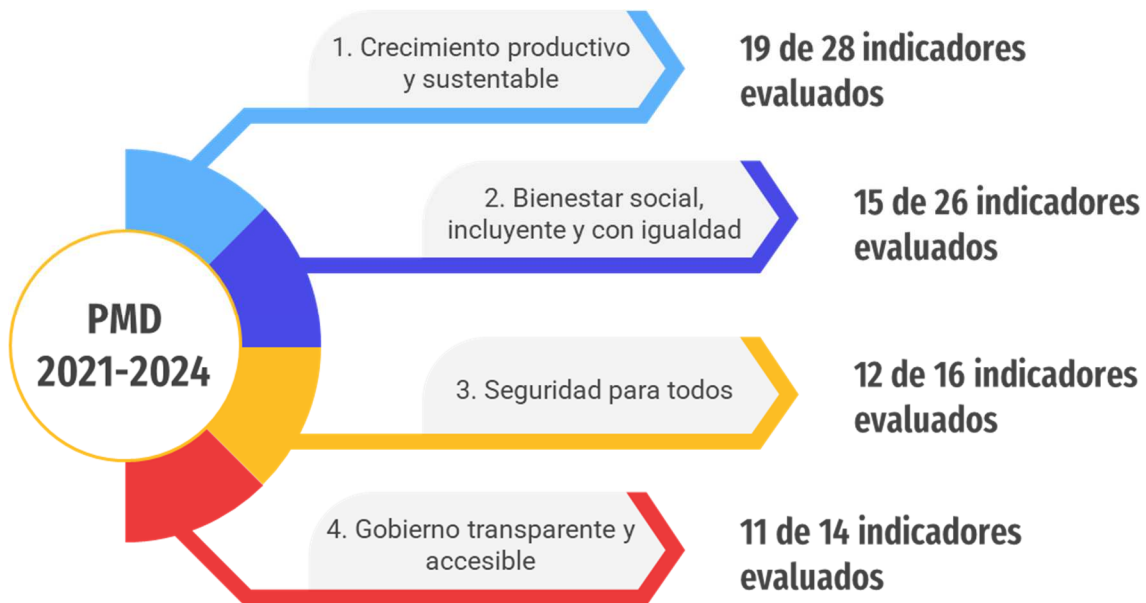 PMD
2021-2024
1. Crecimiento productivo
y sustentable
19 de 28 indicadores
evaluados
2. Bienestar social,
incluyente y con igualdad
15 de 26 indicadores
evaluados
3. Seguridad para todos
12 de 16 indicadores
evaluados
4. Gobierno transparente y
accesible
11 de 14 indicadores
evaluados